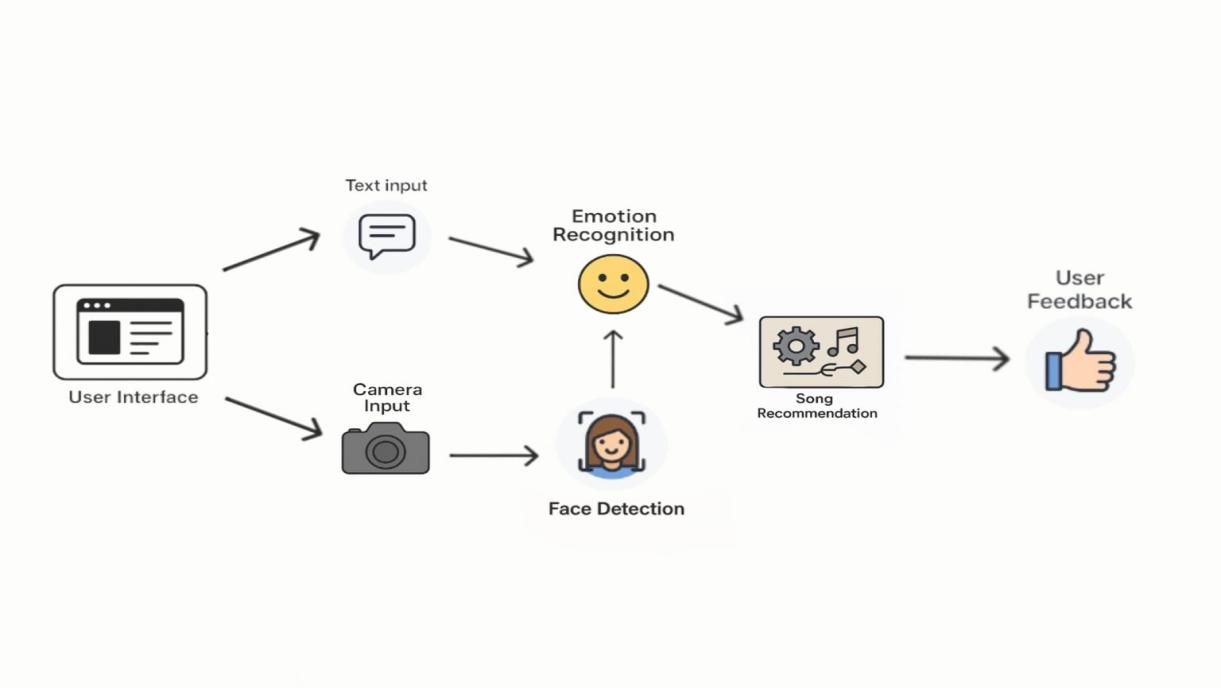 Text input
Emotion
Recognition
User Interface
Camera
Input
Face Detection
Song
Recommendation
User
Feedback